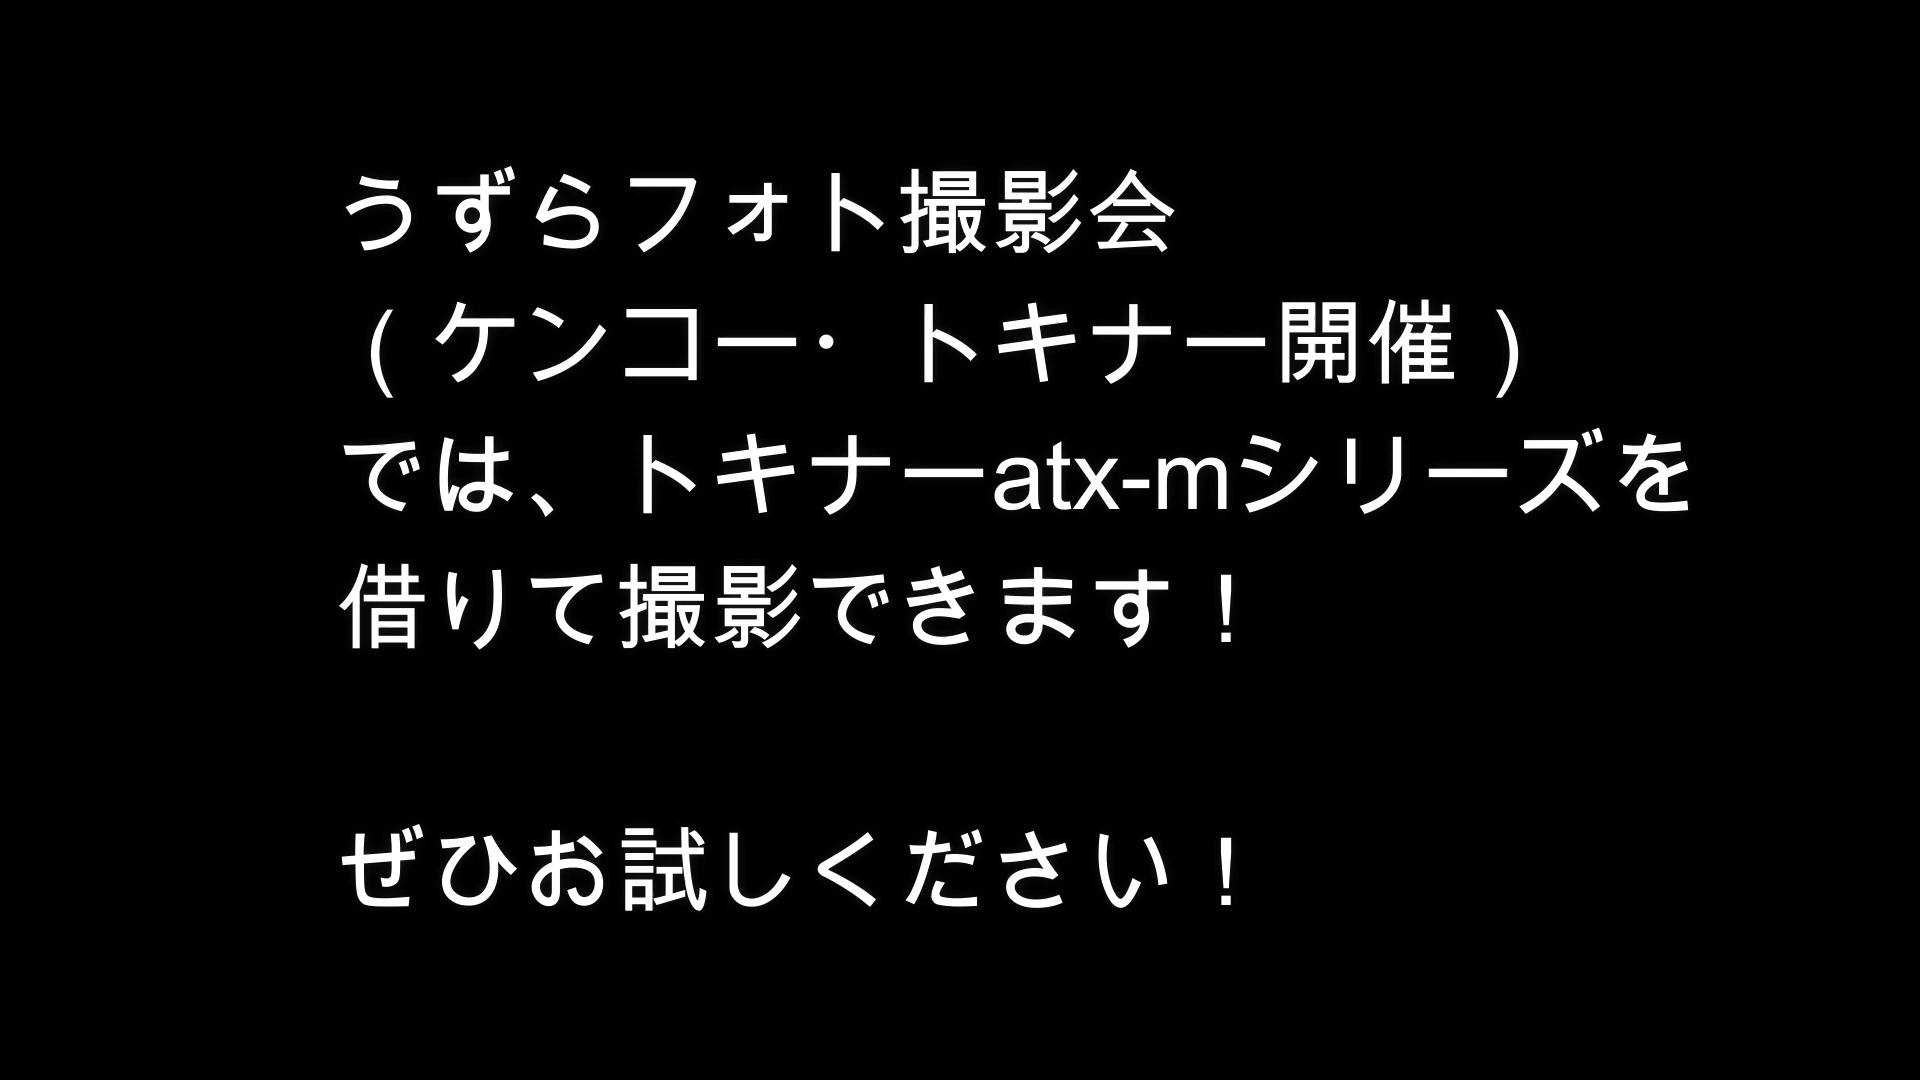 うずらフォト撮影会
（ケンコー・トキナー開催）
では、トキナーatx-mシリーズを
借りて撮影できます！
ぜひお試しください！